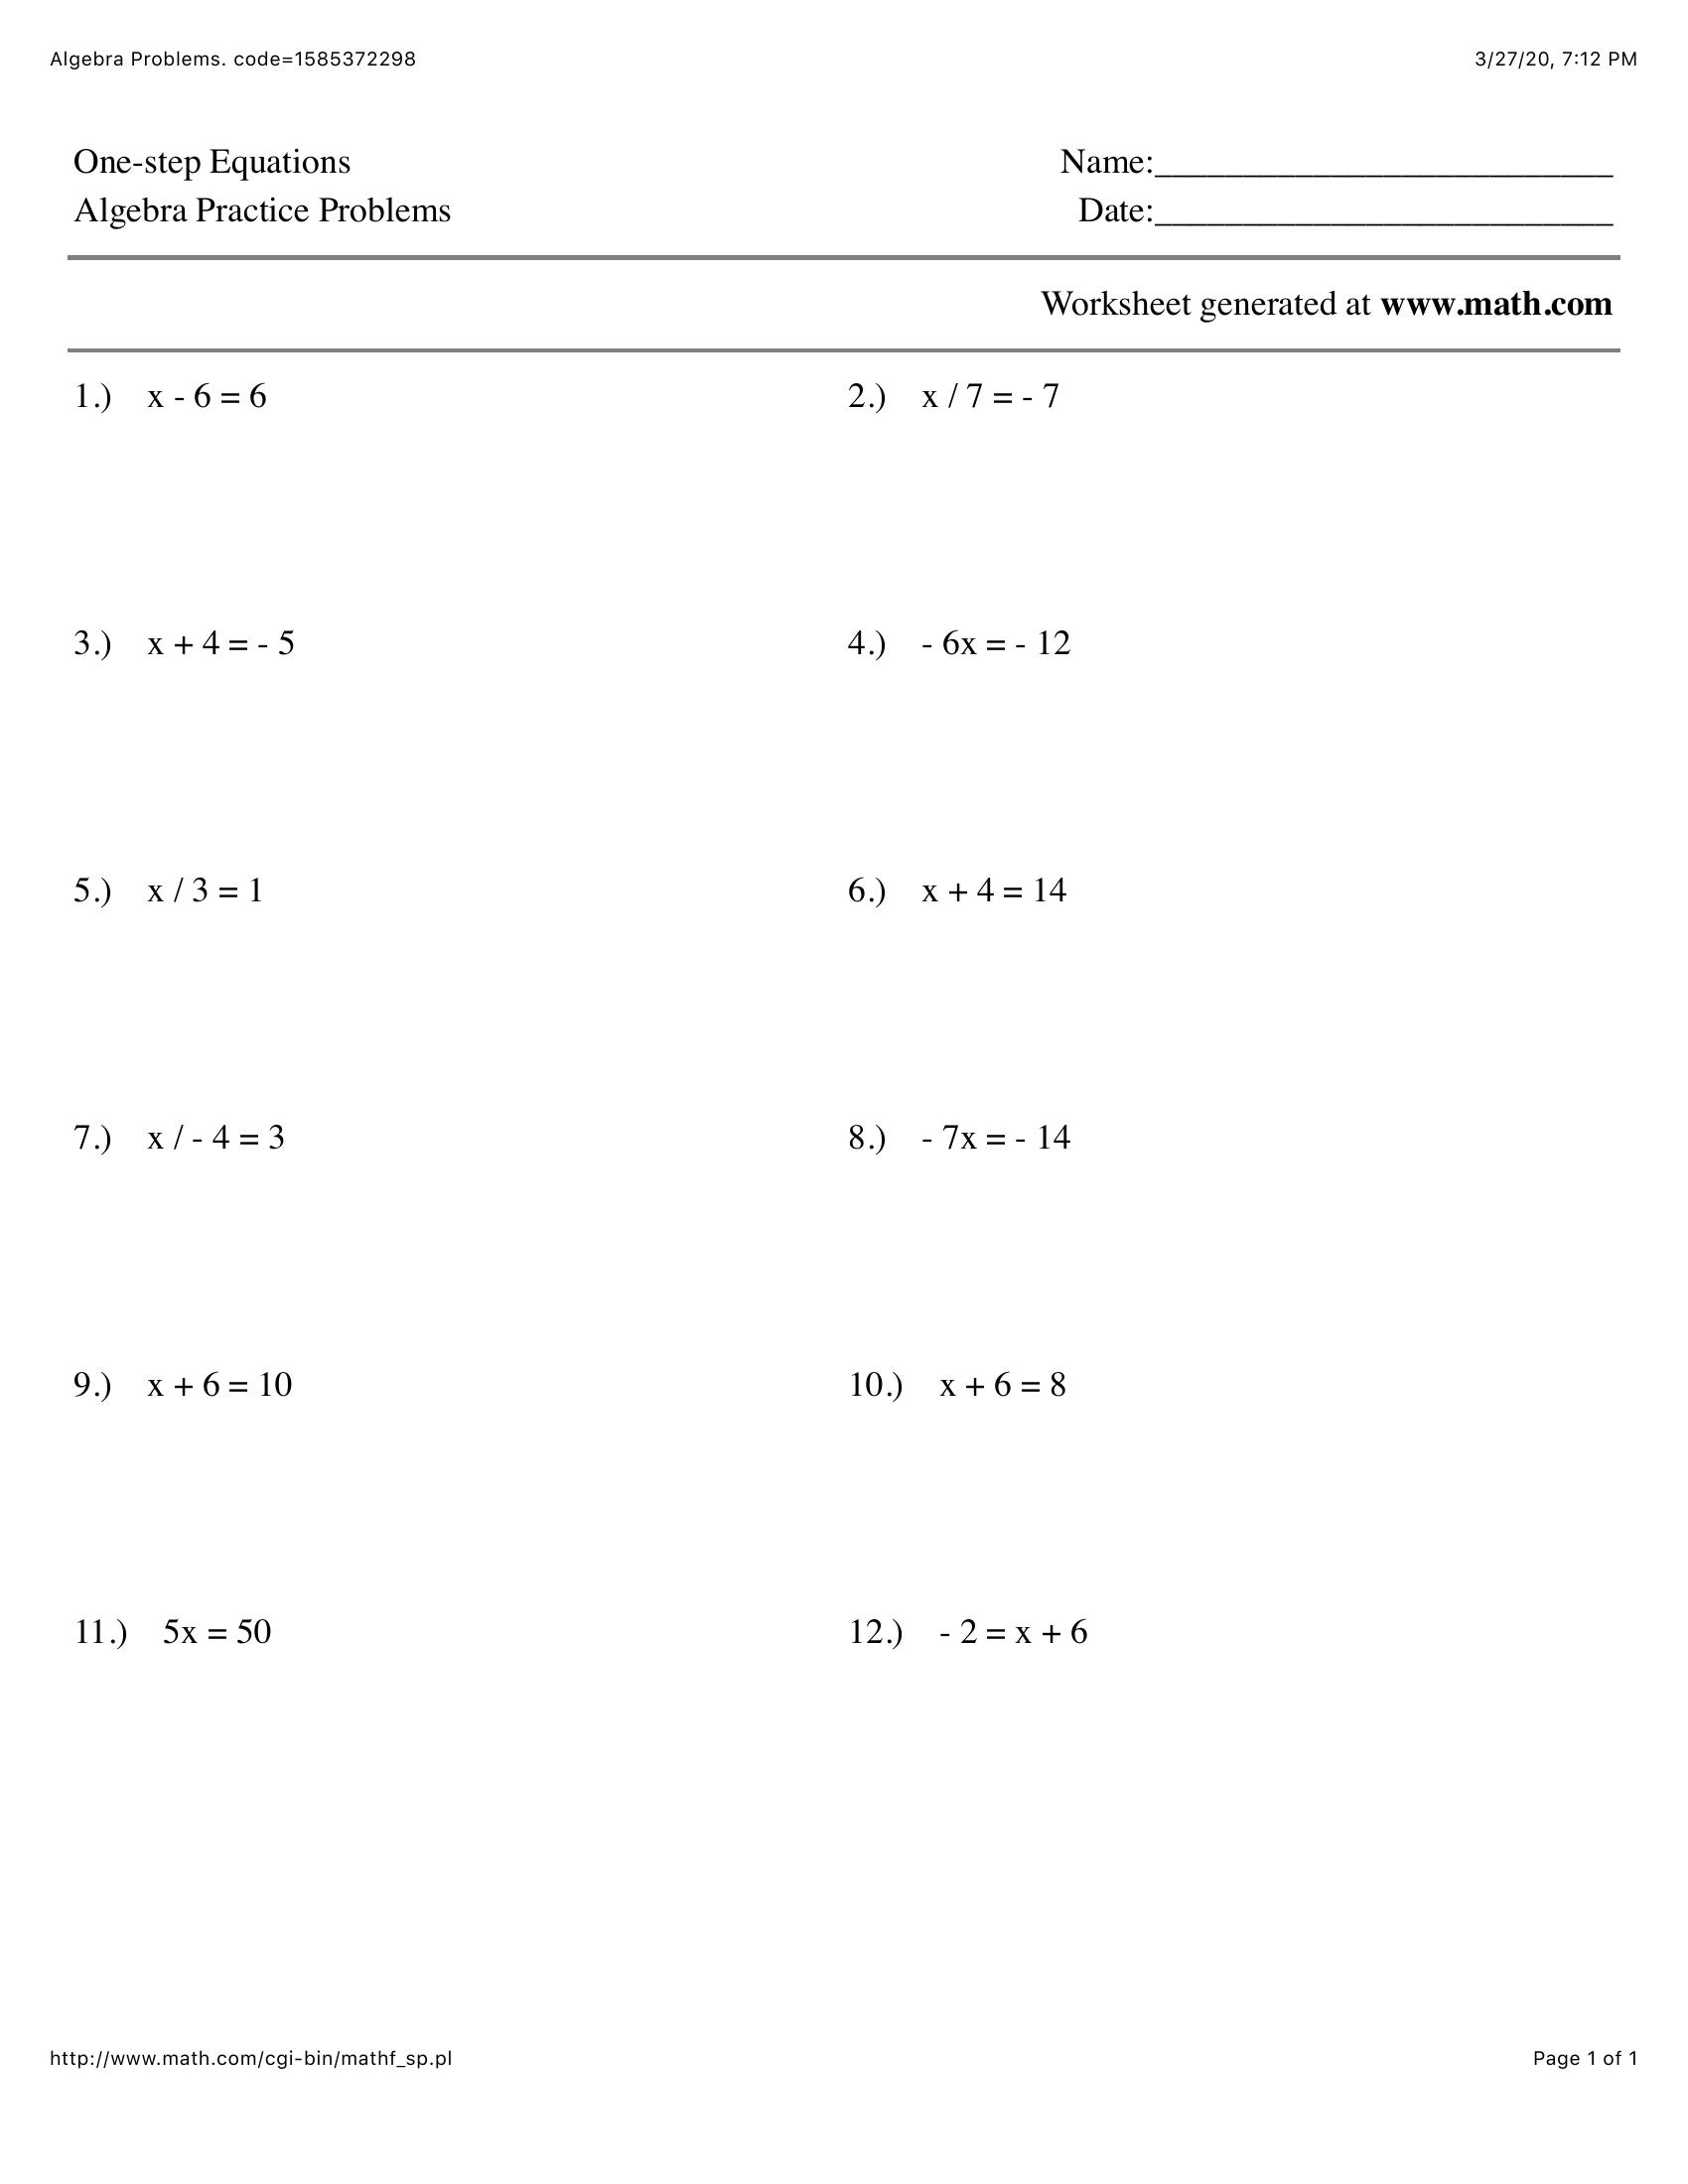 Algebra Problems. code=1585372298 3/27/20, 7:12 PM
One-step Equations Name:__________________________
Algebra Practice Problems Date:__________________________
Worksheet generated at www.math.com
1.) x - 6 = 6 2.) x / 7 = - 7
3.) x + 4 = - 5 4.) - 6x = - 12
5.) x / 3 = 1 6.) x + 4 = 14
7.) x / - 4 = 3 8.) - 7x = - 14
9.) x + 6 = 10 10.) x + 6 = 8
11.) 5x = 50 12.) - 2 = x + 6
http://www.math.com/cgi-bin/mathf_sp.pl Page 1 of 1